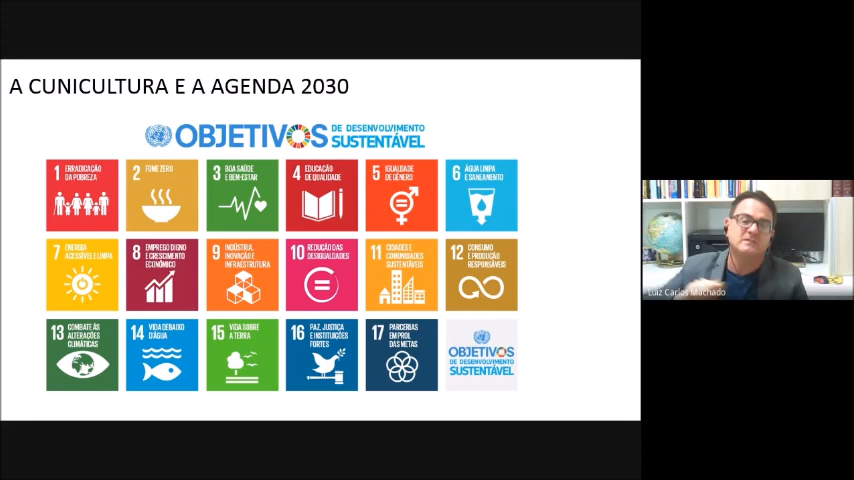 A CUNICULTURA E A AGENDA 2030
OBJETIVOS
DE DESENVOLVIMENTO
SUSTENTÁVEL
1 ERRADICAÇÃO
DA POBREZA
2 FOME ZERO
3 BOA SAÚDE
E BEM-ESTAR
4 EDUCAÇÃO
DE QUALIDADE
5 IGUALDADE
DE GÊNERO
6 ÁGUA LIMPA
E SANEAMENTO
7 ENERGIA
ACESSÍVEL E LIMPA
8 EMPREGO DIGNO
E CRESCIMENTO
ECONÔMICO
9 INDÚSTRIA,
INOVAÇÃO E
INFRAESTRUTURA
10 REDUÇÃO DAS
DESIGUALDADES
11 CIDADES E
COMUNIDADES
SUSTENTÁVEIS
12 CONSUMO
E PRODUÇÃO
RESPONSÁVEIS
13 COMBATE ÀS
ALTERAÇÕES
CLIMÁTICAS
14 VIDA DEBAIXO
D'ÁGUA
15 VIDA SOBRE
A TERRA
16 PAZ, JUSTIÇA
E INSTITUIÇÕES
FORTES
17 PARCERIAS
EM PROL
DAS METAS
OBJETIVOS
DE DESENVOLVIMENTO
SUSTENTÁVEL
Luiz Carlos Machado